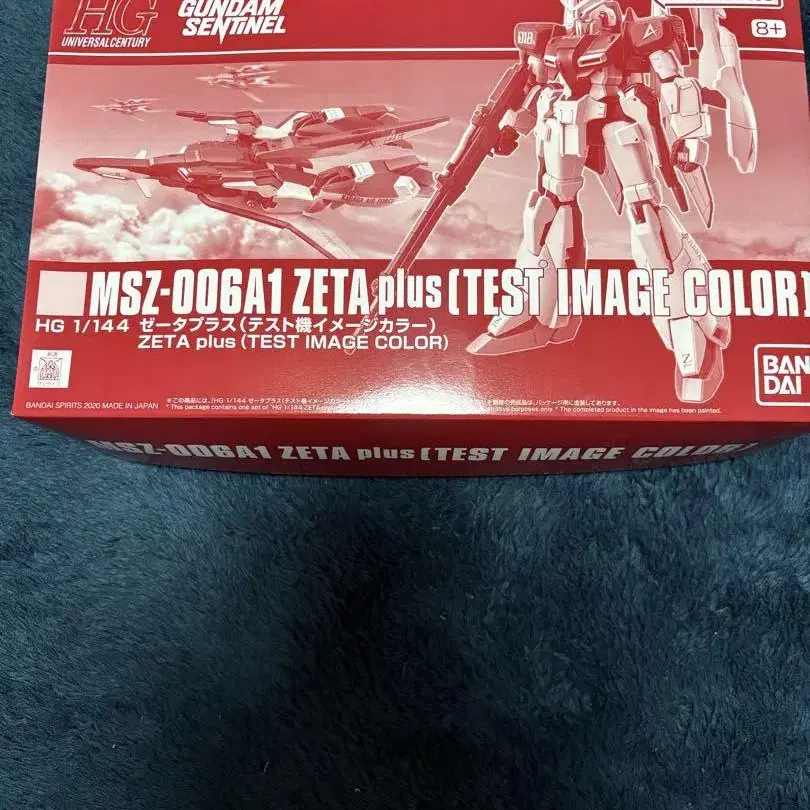 HG
UNIVERSAL CENTURY
GUNDAM
SENTINEL
8+
MSZ-006A1 ZETA plus [TEST IMAGE COLOR]
HG 1/144 ゼータプラス(テスト機イメージカラー)
ZETA plus (TEST IMAGE COLOR)
BANDAI SPIRITS 2020 MADE IN JAPAN
BAN
DAI
MSZ-006A1 ZETA plus [TEST IMAGE COLOR]